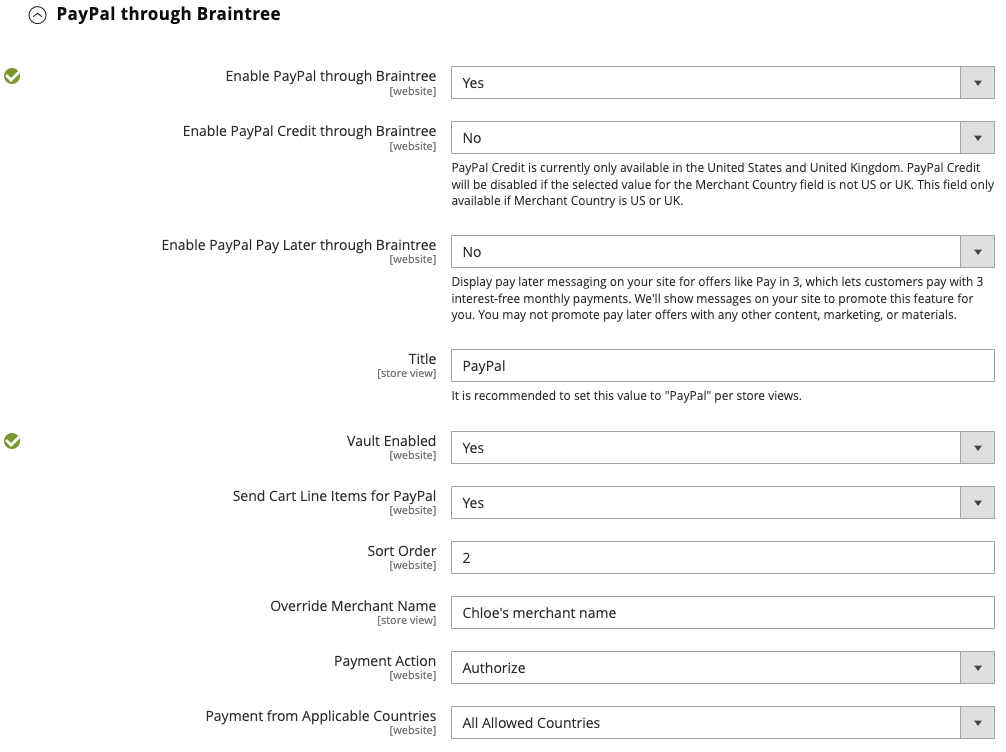 PayPal through Braintree
Enable PayPal through Braintree
[website]
Yes
Enable PayPal Credit through Braintree
[website]
No
PayPal Credit is currently only available in the United States and United Kingdom. PayPal Credit
will be disabled if the selected value for the Merchant Country field is not US or UK. This field only
available if Merchant Country is US or UK.
Enable PayPal Pay Later through Braintree
[website]
No
Display pay later messaging on your site for offers like Pay in 3, which lets customers pay with 3
interest-free monthly payments. We'll show messages on your site to promote this feature for
you. You may not promote pay later offers with any other content, marketing, or materials.
Title
[store view]
PayPal
It is recommended to set this value to "PayPal" per store views.
Vault Enabled
[website]
Yes
Send Cart Line Items for PayPal
[website]
Yes
Sort Order
[website]
2
Override Merchant Name
[store view]
Chloe's merchant name
Payment Action
[website]
Authorize
Payment from Applicable Countries
[website]
All Allowed Countries